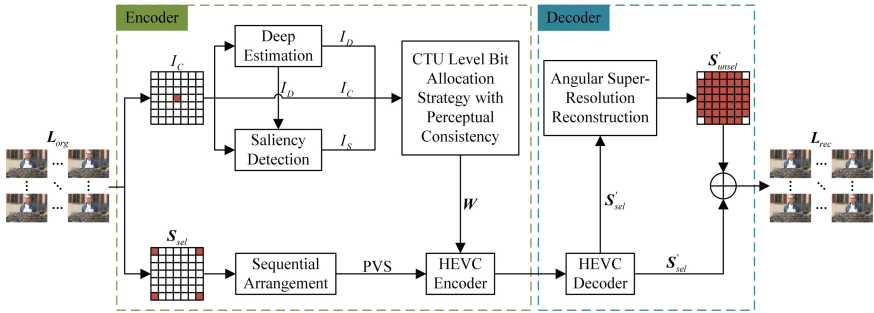 Encoder
Decoder
I_C
Deep
Estimation
I_D
I_D
I_C
Saliency
Detection
I_S
CTU Level Bit
Allocation
Strategy with
Perceptual
Consistency
Angular Super-
Resolution
Reconstruction
S'_unsel
L_org
L_rec
W
S'_sel
S_sel
Sequential
Arrangement
PVS
HEVC
Encoder
HEVC
Decoder
S'_sel